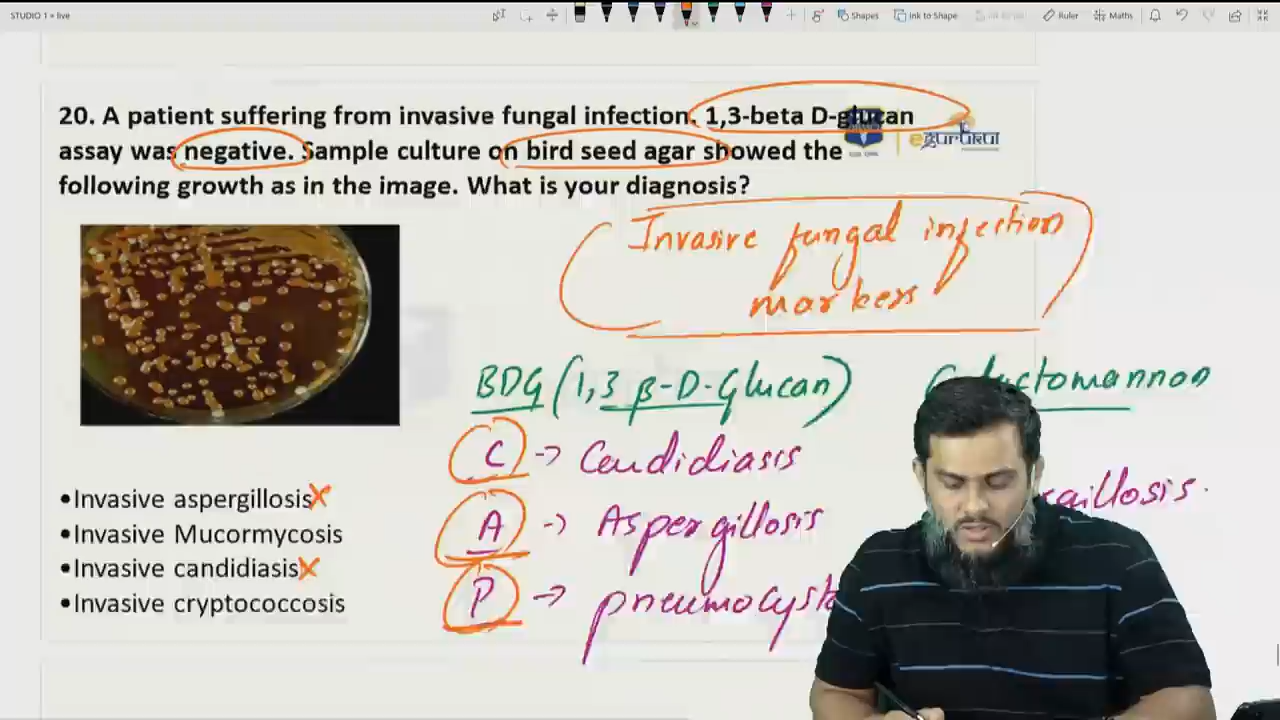 STUDIO 1 • live
Shapes
Ink to Shape
Ruler
Maths
20. A patient suffering from invasive fungal infection. 1,3-beta D-glucan
assay was negative. Sample culture on bird seed agar showed the
following growth as in the image. What is your diagnosis?
egurukul
Invasive fungal infection
markers
BDG (1,3 β-D-Glucan)
C → Candidiasis
A → Aspergillosis
P → pneumocyst
•Invasive aspergillosis X
•Invasive Mucormycosis
•Invasive candidiasis X
•Invasive cryptococcosis